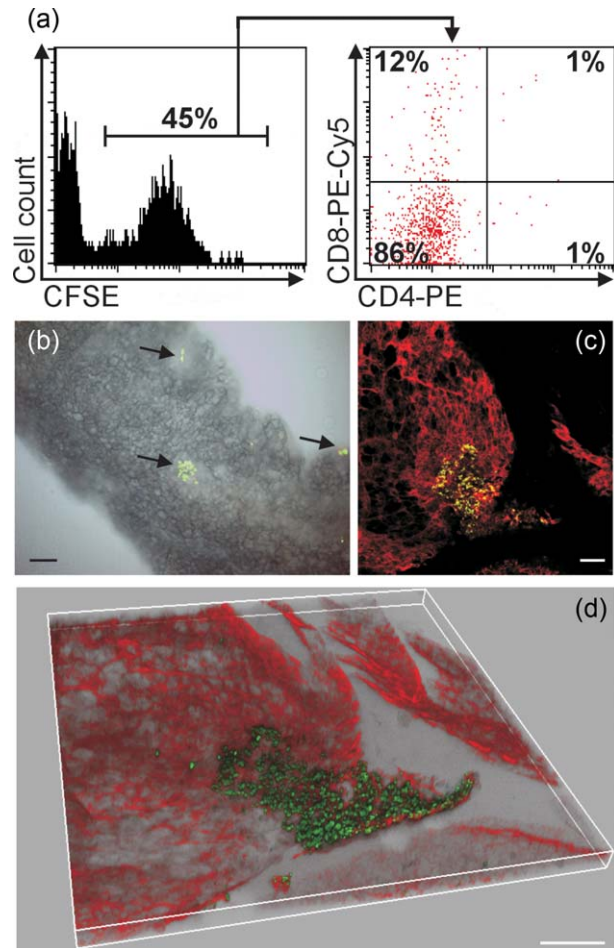 (a)
45%
Cell count
CFSE
12%
1%
86%
1%
CD8-PE-Cy5
CD4-PE
(b)
(c)
(d)